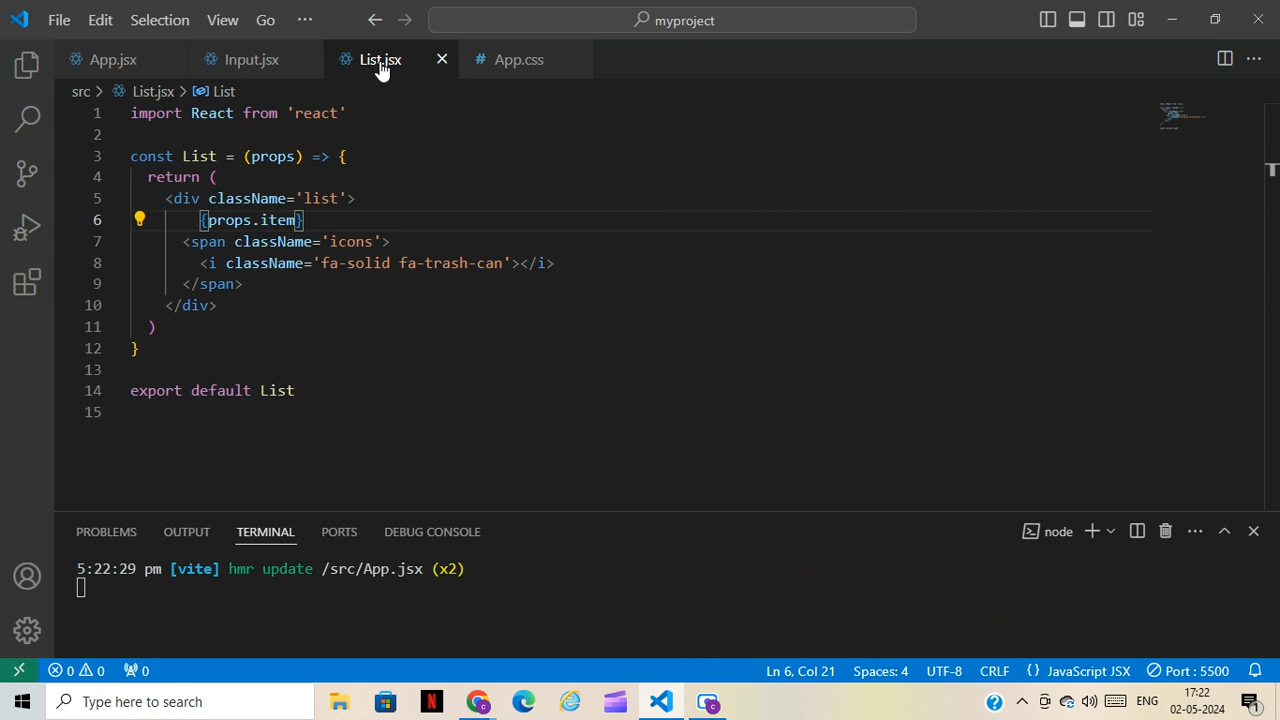 File Edit Selection View Go ··· myproject
App.jsx Input.jsx List.jsx # App.css
src > List.jsx > List
1 import React from 'react'
2
3 const List = (props) => {
4 return (
5 <div className='list'>
6 {props.item}
7 <span className='icons'>
8 <i className='fa-solid fa-trash-can'></i>
9 </span>
10 </div>
11 )
12 }
13
14 export default List
15
PROBLEMS OUTPUT TERMINAL PORTS DEBUG CONSOLE node
5:22:29 pm [vite] hmr update /src/App.jsx (x2)
0 0 0 Ln 6, Col 21 Spaces: 4 UTF-8 CRLF {} JavaScript JSX Port : 5500
Type here to search ENG 17:22
02-05-2024 1